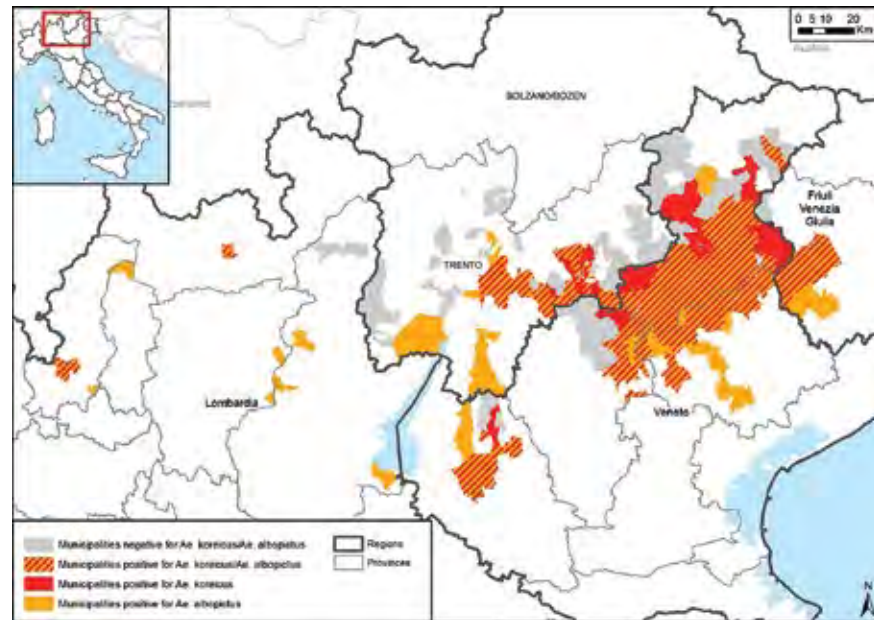 0 5 10 20
Km
Austria
BOLZANO/BOZEN
Friuli
Venezia
Giulia
TRENTO
Lombardia
Veneto
Municipalities negative for Ae. koreicus/Ae. albopictus
Municipalities positive for Ae. koreicus/Ae. albopictus
Municipalities positive for Ae. koreicus
Municipalities positive for Ae. albopictus
Regions
Provinces
N